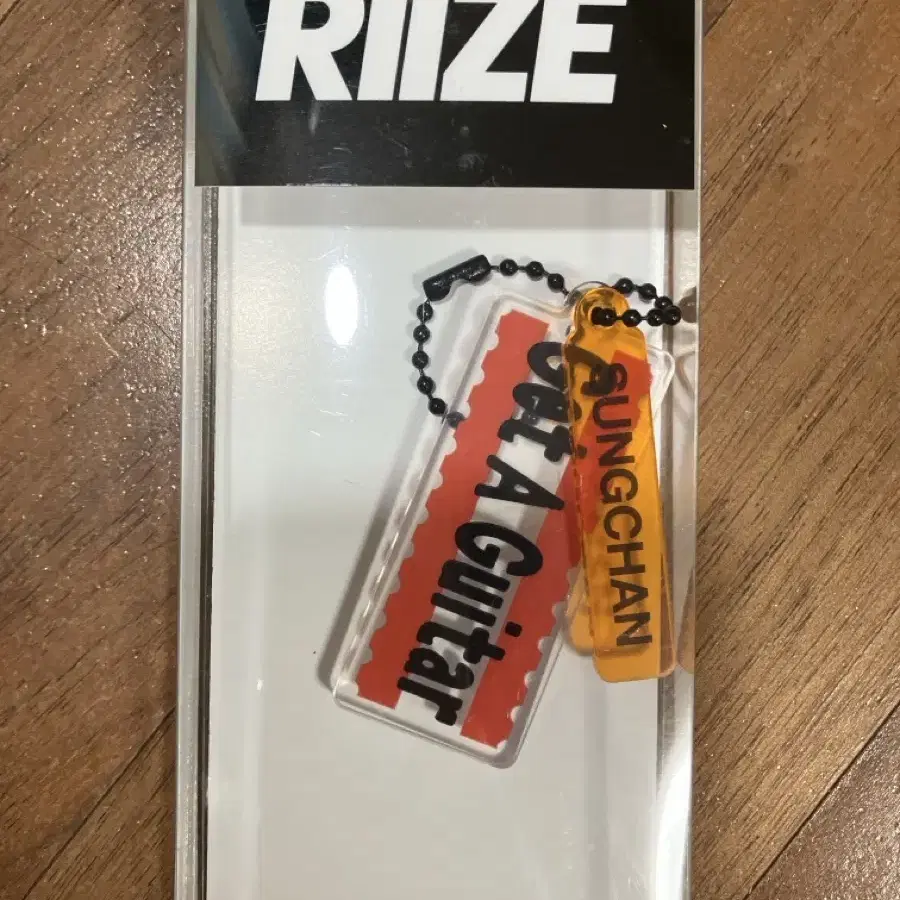 RIIZE
Get A Guitar
SUNGCHAN